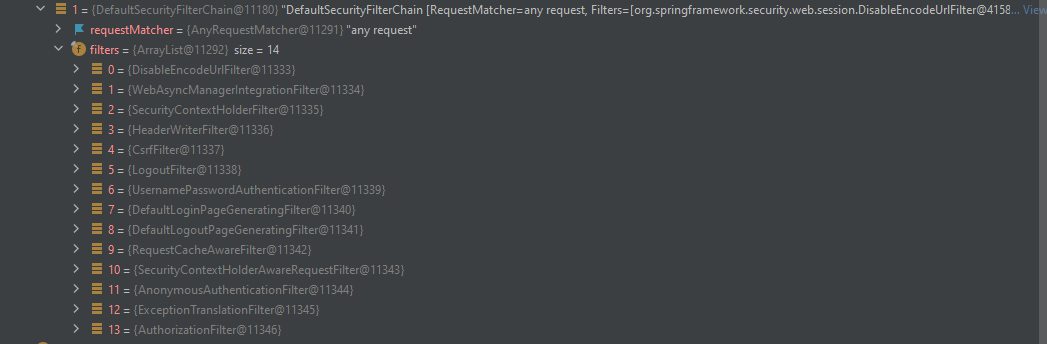 1 = {DefaultSecurityFilterChain@11180} "DefaultSecurityFilterChain [RequestMatcher=any request, Filters=[org.springframework.security.web.session.DisableEncodeUrlFilter@4158... View
requestMatcher = {AnyRequestMatcher@11291} "any request"
f filters = {ArrayList@11292} size = 14
0 = {DisableEncodeUrlFilter@11333}
1 = {WebAsyncManagerIntegrationFilter@11334}
2 = {SecurityContextHolderFilter@11335}
3 = {HeaderWriterFilter@11336}
4 = {CsrfFilter@11337}
5 = {LogoutFilter@11338}
6 = {UsernamePasswordAuthenticationFilter@11339}
7 = {DefaultLoginPageGeneratingFilter@11340}
8 = {DefaultLogoutPageGeneratingFilter@11341}
9 = {RequestCacheAwareFilter@11342}
10 = {SecurityContextHolderAwareRequestFilter@11343}
11 = {AnonymousAuthenticationFilter@11344}
12 = {ExceptionTranslationFilter@11345}
13 = {AuthorizationFilter@11346}